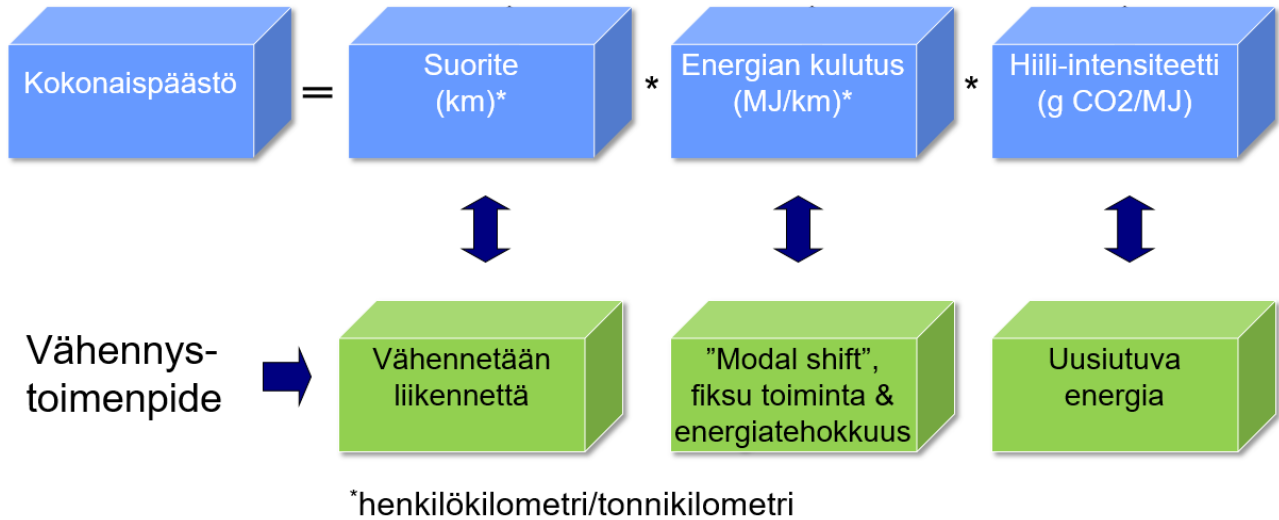 Kokonaispäästö
=
Suorite
(km)*
*
Energian kulutus
(MJ/km)*
*
Hiili-intensiteetti
(g CO2/MJ)
Vähennys-
toimenpide
Vähennetään
liikennettä
”Modal shift”,
fiksu toiminta &
energiatehokkuus
Uusiutuva
energia
*henkilökilometri/tonnikilometri